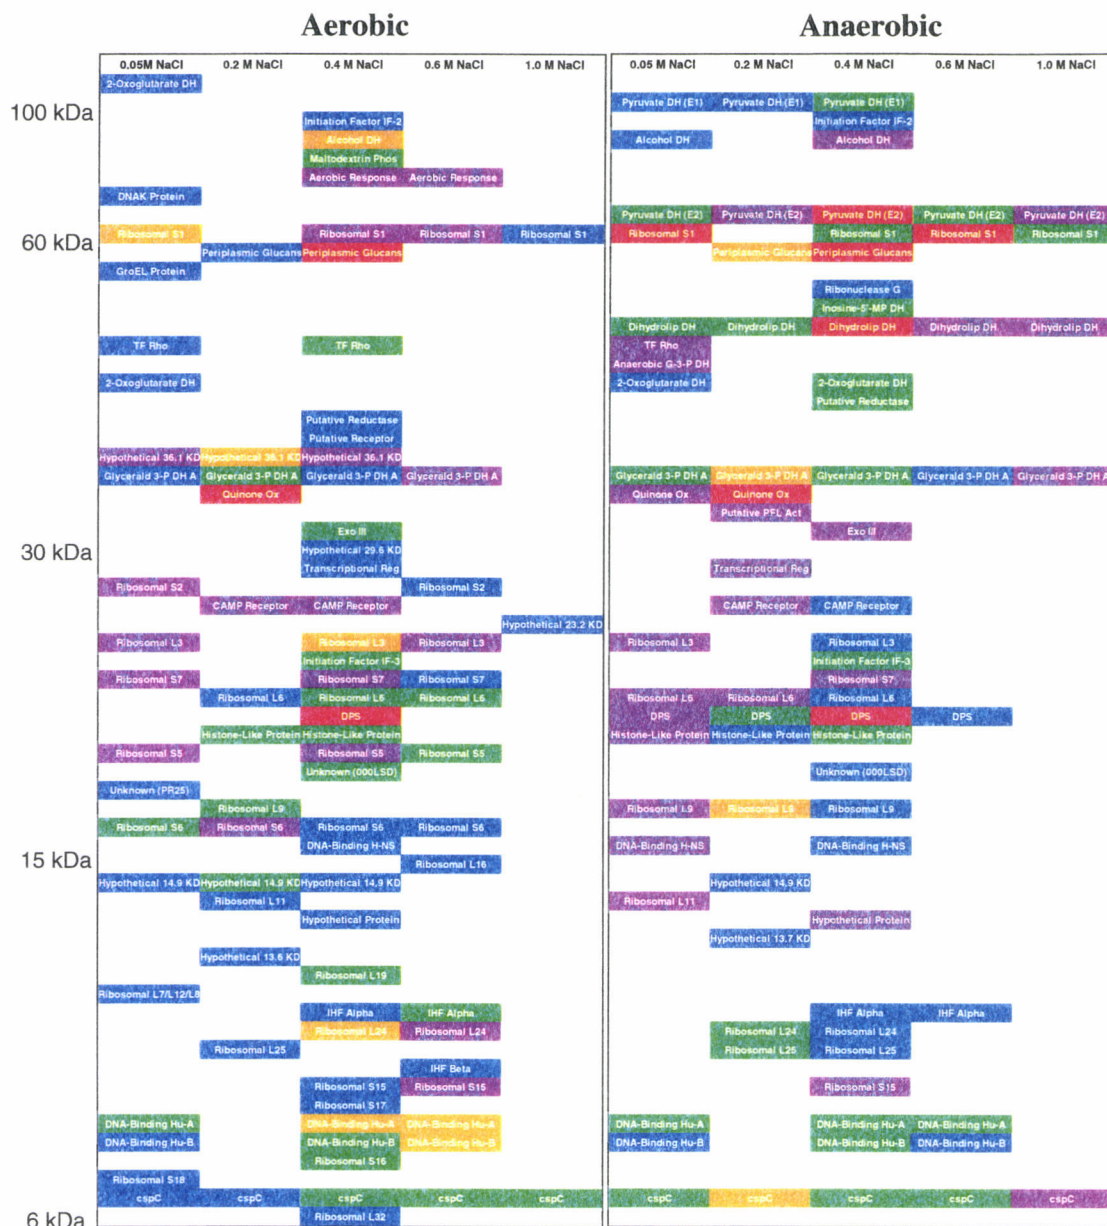 Aerobic Anaerobic
0.05M NaCl 0.2 M NaCl 0.4 M NaCl 0.6 M NaCl 1.0 M NaCl 0.05 M NaCl 0.2 M NaCl 0.4 M NaCl 0.6 M NaCl 1.0 M NaCl
2-Oxoglutarate DH
Pyruvate DH (E1) Pyruvate DH (E1) Pyruvate DH (E1)
100 kDa
Initiation Factor IF-2 Initiation Factor IF-2
Alcohol DH Alcohol DH Alcohol DH
Maltodextrin Phos
Aerobic Response Aerobic Response
DNAK Protein
Pyruvate DH (E2) Pyruvate DH (E2) Pyruvate DH (E2) Pyruvate DH (E2) Pyruvate DH (E2)
Ribosomal S1 Ribosomal S1 Ribosomal S1 Ribosomal S1 Ribosomal S1 Ribosomal S1 Ribosomal S1 Ribosomal S1
60 kDa
Periplasmic Glucans Periplasmic Glucans Periplasmic Glucans Periplasmic Glucans
GroEL Protein
Ribonuclease G
Inosine-5'-MP DH
Dihydrolip DH Dihydrolip DH Dihydrolip DH Dihydrolip DH Dihydrolip DH
TF Rho TF Rho TF Rho
Anaerobic G-3-P DH
2-Oxoglutarate DH 2-Oxoglutarate DH 2-Oxoglutarate DH
Putative Reductase
Putative Reductase
Putative Receptor
Hypothetical 36.1 KD Hypothetical 36.1 KD Hypothetical 36.1 KD
Glycerald 3-P DH A Glycerald 3-P DH A Glycerald 3-P DH A Glycerald 3-P DH A Glycerald 3-P DH A Glycerald 3-P DH A Glycerald 3-P DH A Glycerald 3-P DH A Glycerald 3-P DH A
Quinone Ox Quinone Ox Quinone Ox
Putative PFL Act
Exo III Exo III
30 kDa
Hypothetical 29.6 KD
Transcriptional Reg Transcriptional Reg
Ribosomal S2 Ribosomal S2
CAMP Receptor CAMP Receptor CAMP Receptor CAMP Receptor
Hypothetical 23.2 KD
Ribosomal L3 Ribosomal L3 Ribosomal L3 Ribosomal L3 Ribosomal L3
Initiation Factor IF-3 Initiation Factor IF-3
Ribosomal S7 Ribosomal S7 Ribosomal S7 Ribosomal S7
Ribosomal L6 Ribosomal L6 Ribosomal L6 Ribosomal L6 Ribosomal L6 Ribosomal L6
DPS DPS DPS DPS DPS
Histone-Like Protein Histone-Like Protein Histone-Like Protein Histone-Like Protein Histone-Like Protein
Ribosomal S5 Ribosomal S5 Ribosomal S5
Unknown (000LSD) Unknown (000LSD)
Unknown (PR25)
Ribosomal L9 Ribosomal L9 Ribosomal L9 Ribosomal L9
Ribosomal S6 Ribosomal S6 Ribosomal S6 Ribosomal S6
DNA-Binding H-NS DNA-Binding H-NS DNA-Binding H-NS
15 kDa
Ribosomal L16
Hypothetical 14.9 KD Hypothetical 14.9 KD Hypothetical 14.9 KD Hypothetical 14.9 KD
Ribosomal L11 Ribosomal L11
Hypothetical Protein Hypothetical Protein
Hypothetical 13.7 KD
Hypothetical 13.6 KD
Ribosomal L19
Ribosomal L7/L12/L8
IHF Alpha IHF Alpha IHF Alpha IHF Alpha
Ribosomal L24 Ribosomal L24 Ribosomal L24 Ribosomal L24
Ribosomal L25 Ribosomal L25 Ribosomal L25
IHF Beta
Ribosomal S15 Ribosomal S15 Ribosomal S15
Ribosomal S17
DNA-Binding Hu-A DNA-Binding Hu-A DNA-Binding Hu-A DNA-Binding Hu-A DNA-Binding Hu-A DNA-Binding Hu-A
DNA-Binding Hu-B DNA-Binding Hu-B DNA-Binding Hu-B DNA-Binding Hu-B DNA-Binding Hu-B DNA-Binding Hu-B
Ribosomal S16
Ribosomal S18
cspC cspC cspC cspC cspC cspC cspC cspC cspC cspC
6 kDa
Ribosomal L32